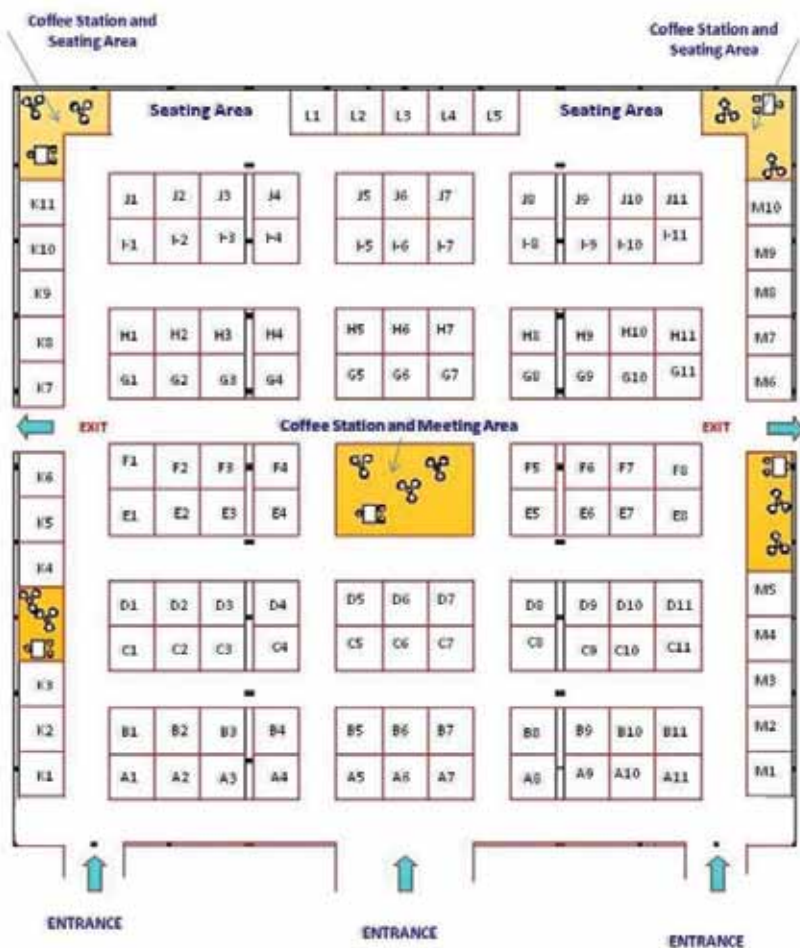 Coffee Station and
Seating Area
Coffee Station and
Seating Area
Seating Area
L1 L2 L3 L4 L5
Seating Area
K11 J1 J2 J3 J4 J5 J6 J7 J8 J9 J10 J11 M10
K10 I-1 I-2 I-3 I-4 I-5 I-6 I-7 I-8 I-9 I-10 I-11 M9
K9 M8
K8 H1 H2 H3 H4 H5 H6 H7 H8 H9 H10 H11 M7
K7 G1 G2 G3 G4 G5 G6 G7 G8 G9 G10 G11 M6
EXIT Coffee Station and Meeting Area EXIT
K6 F1 F2 F3 F4 F5 F6 F7 F8
K5 E1 E2 E3 E4 E5 E6 E7 E8
K4
D1 D2 D3 D4 D5 D6 D7 D8 D9 D10 D11 M5
C1 C2 C3 C4 C5 C6 C7 C8 C9 C10 C11 M4
K3 M3
K2 B1 B2 B3 B4 B5 B6 B7 B8 B9 B10 B11 M2
K1 A1 A2 A3 A4 A5 A6 A7 A8 A9 A10 A11 M1
ENTRANCE ENTRANCE ENTRANCE